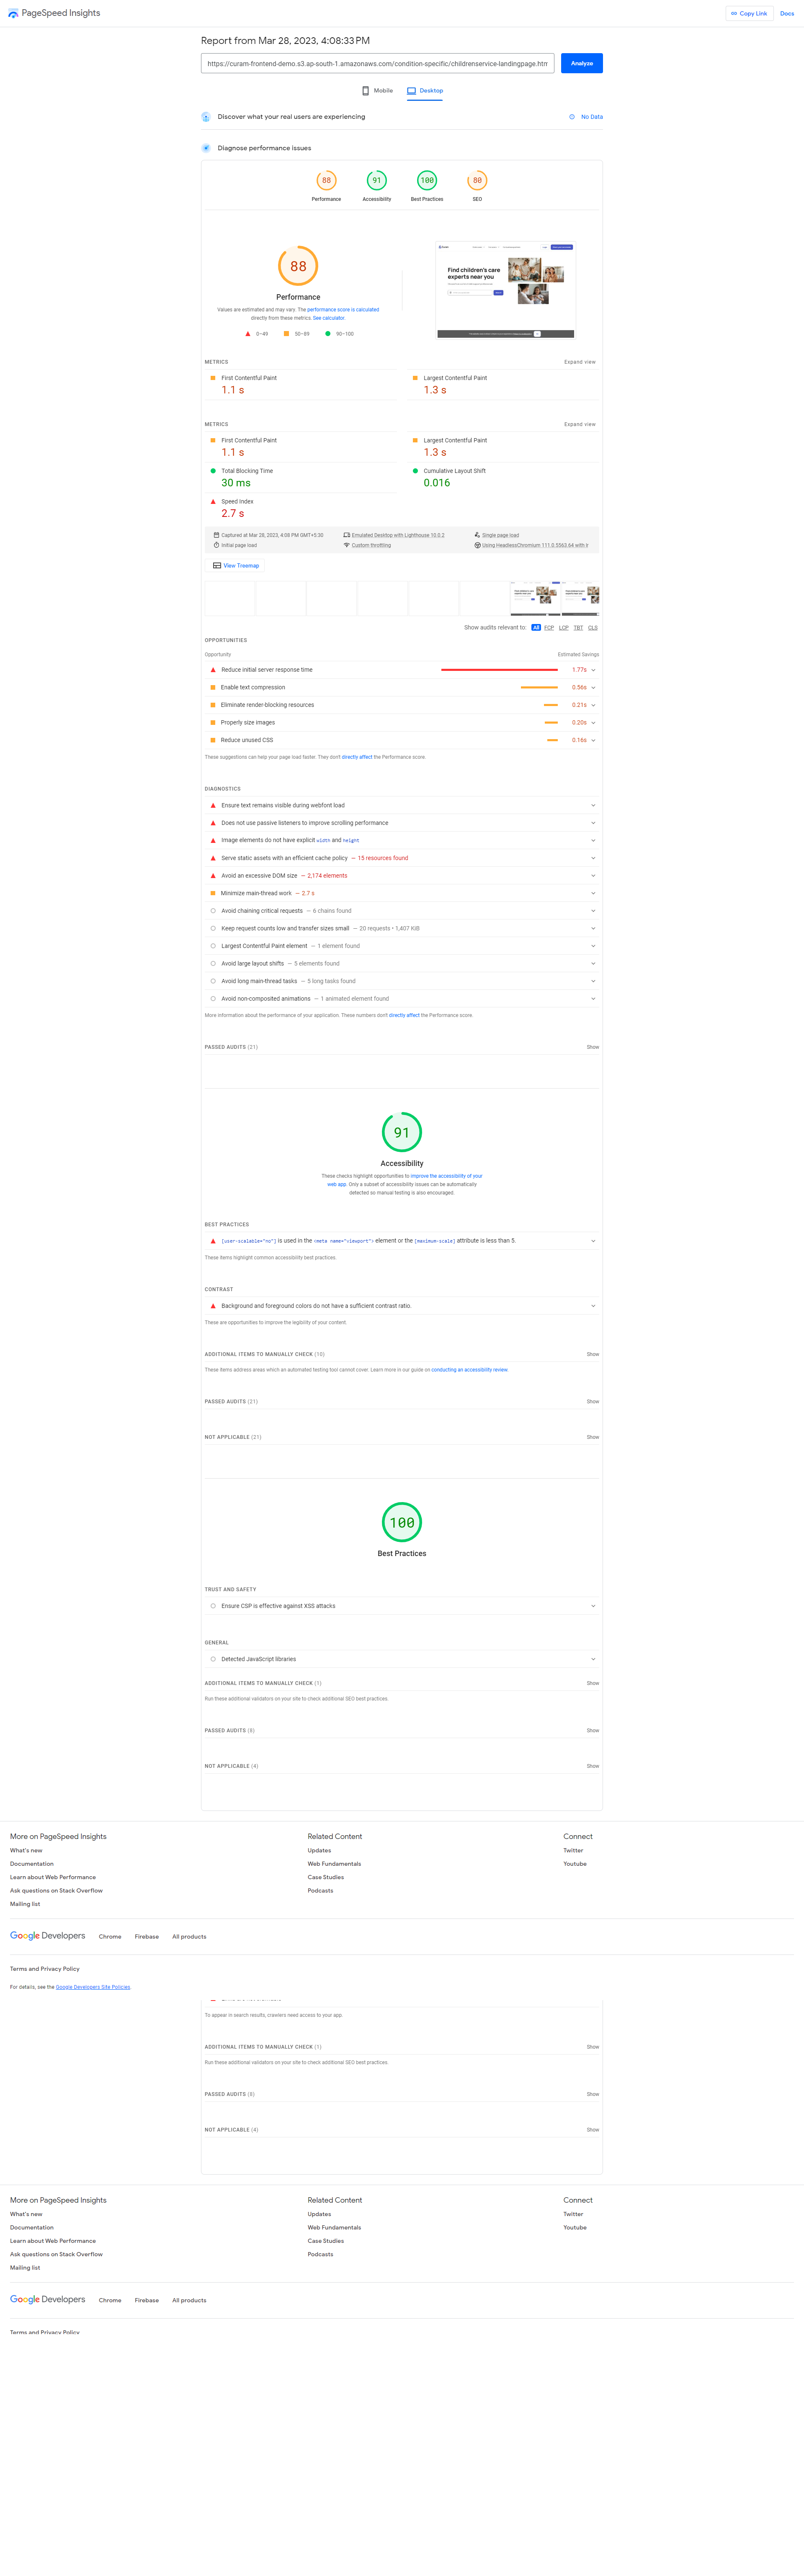 PageSpeed Insights
Copy Link
Docs
Report from Mar 28, 2023, 4:08:33 PM
https://curam-frontend-demo.s3.ap-south-1.amazonaws.com/condition-specific/childrenservice-landingpage.htm
Analyze
Mobile
Desktop
Discover what your real users are experiencing
No Data
Diagnose performance issues
88
91
100
80
Performance
Accessibility
Best Practices
SEO
88
Performance
Values are estimated and may vary. The performance score is calculated
directly from these metrics. See calculator.
0–49
50–89
90–100
Find children's care
experts near you
METRICS
Expand view
First Contentful Paint
1.1 s
Largest Contentful Paint
1.3 s
METRICS
Expand view
First Contentful Paint
1.1 s
Largest Contentful Paint
1.3 s
Total Blocking Time
30 ms
Cumulative Layout Shift
0.016
Speed Index
2.7 s
Captured at Mar 28, 2023, 4:08 PM GMT+5:30
Emulated Desktop with Lighthouse 10.0.2
Single page load
Initial page load
Custom throttling
Using HeadlessChromium 111.0.5563.64 with lr
View Treemap
Show audits relevant to: All FCP LCP TBT CLS
OPPORTUNITIES
Opportunity
Estimated Savings
Reduce initial server response time
1.77s
Enable text compression
0.56s
Eliminate render-blocking resources
0.21s
Properly size images
0.20s
Reduce unused CSS
0.16s
These suggestions can help your page load faster. They don't directly affect the Performance score.
DIAGNOSTICS
Ensure text remains visible during webfont load
Does not use passive listeners to improve scrolling performance
Image elements do not have explicit width and height
Serve static assets with an efficient cache policy — 15 resources found
Avoid an excessive DOM size — 2,174 elements
Minimize main-thread work — 2.7 s
Avoid chaining critical requests — 6 chains found
Keep request counts low and transfer sizes small — 20 requests • 1,407 KiB
Largest Contentful Paint element — 1 element found
Avoid large layout shifts — 5 elements found
Avoid long main-thread tasks — 5 long tasks found
Avoid non-composited animations — 1 animated element found
More information about the performance of your application. These numbers don't directly affect the Performance score.
PASSED AUDITS (21)
Show
91
Accessibility
These checks highlight opportunities to improve the accessibility of your
web app. Only a subset of accessibility issues can be automatically
detected so manual testing is also encouraged.
BEST PRACTICES
[user-scalable="no"] is used in the <meta name="viewport"> element or the [maximum-scale] attribute is less than 5.
These items highlight common accessibility best practices.
CONTRAST
Background and foreground colors do not have a sufficient contrast ratio.
These are opportunities to improve the legibility of your content.
ADDITIONAL ITEMS TO MANUALLY CHECK (10)
Show
These items address areas which an automated testing tool cannot cover. Learn more in our guide on conducting an accessibility review.
PASSED AUDITS (21)
Show
NOT APPLICABLE (21)
Show
100
Best Practices
TRUST AND SAFETY
Ensure CSP is effective against XSS attacks
GENERAL
Detected JavaScript libraries
ADDITIONAL ITEMS TO MANUALLY CHECK (1)
Show
Run these additional validators on your site to check additional SEO best practices.
PASSED AUDITS (8)
Show
NOT APPLICABLE (4)
Show
More on PageSpeed Insights
Related Content
Connect
What's new
Updates
Twitter
Documentation
Web Fundamentals
Youtube
Learn about Web Performance
Case Studies
Ask questions on Stack Overflow
Podcasts
Mailing list
Google Developers
Chrome
Firebase
All products
Terms and Privacy Policy
For details, see the Google Developers Site Policies.
To appear in search results, crawlers need access to your app.
ADDITIONAL ITEMS TO MANUALLY CHECK (1)
Show
Run these additional validators on your site to check additional SEO best practices.
PASSED AUDITS (8)
Show
NOT APPLICABLE (4)
Show
More on PageSpeed Insights
Related Content
Connect
What's new
Updates
Twitter
Documentation
Web Fundamentals
Youtube
Learn about Web Performance
Case Studies
Ask questions on Stack Overflow
Podcasts
Mailing list
Google Developers
Chrome
Firebase
All products
Terms and Privacy Policy